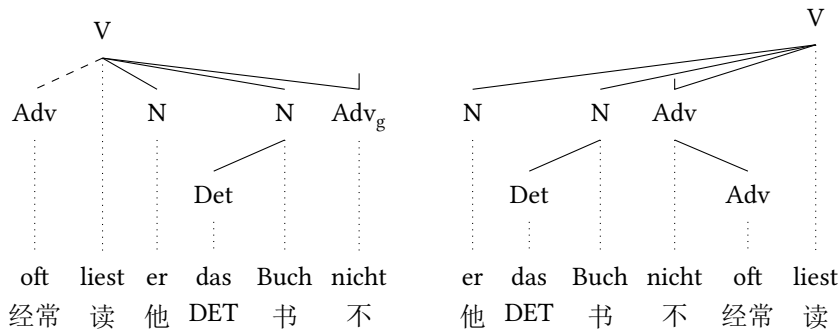 V V
Adv N N Adv_g N N Adv
Det Det Adv
oft liest er das Buch nicht er das Buch nicht oft liest
经常 读 他 DET 书 不 他 DET 书 不 经常 读